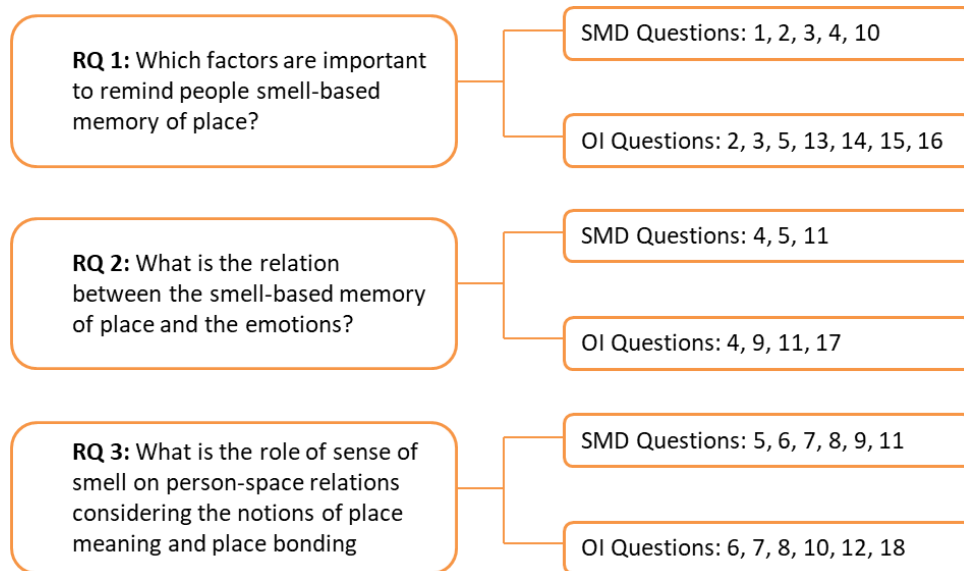 RQ 1: Which factors are important
to remind people smell-based
memory of place?
SMD Questions: 1, 2, 3, 4, 10
OI Questions: 2, 3, 5, 13, 14, 15, 16
RQ 2: What is the relation
between the smell-based memory
of place and the emotions?
SMD Questions: 4, 5, 11
OI Questions: 4, 9, 11, 17
RQ 3: What is the role of sense of
smell on person-space relations
considering the notions of place
meaning and place bonding
SMD Questions: 5, 6, 7, 8, 9, 11
OI Questions: 6, 7, 8, 10, 12, 18